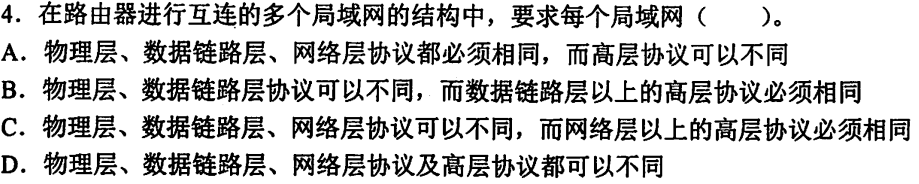 4．在路由器进行互连的多个局域网的结构中，要求每个局域网（　　）。
A．物理层、数据链路层、网络层协议都必须相同，而高层协议可以不同
B．物理层、数据链路层协议可以不同，而数据链路层以上的高层协议必须相同
C．物理层、数据链路层、网络层协议可以不同，而网络层以上的高层协议必须相同
D．物理层、数据链路层、网络层协议及高层协议都可以不同